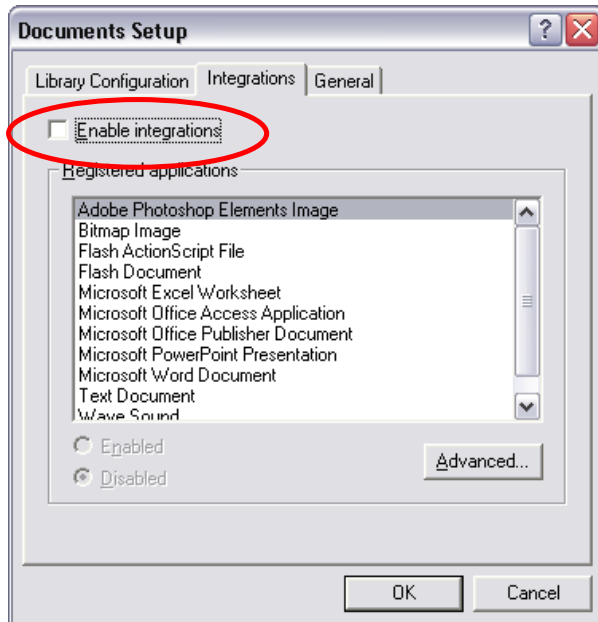 Documents Setup ?
Library Configuration Integrations General
Enable integrations
Registered applications
Adobe Photoshop Elements Image
Bitmap Image
Flash ActionScript File
Flash Document
Microsoft Excel Worksheet
Microsoft Office Access Application
Microsoft Office Publisher Document
Microsoft PowerPoint Presentation
Microsoft Word Document
Text Document
Wave Sound
Enabled
Disabled
Advanced...
OK Cancel